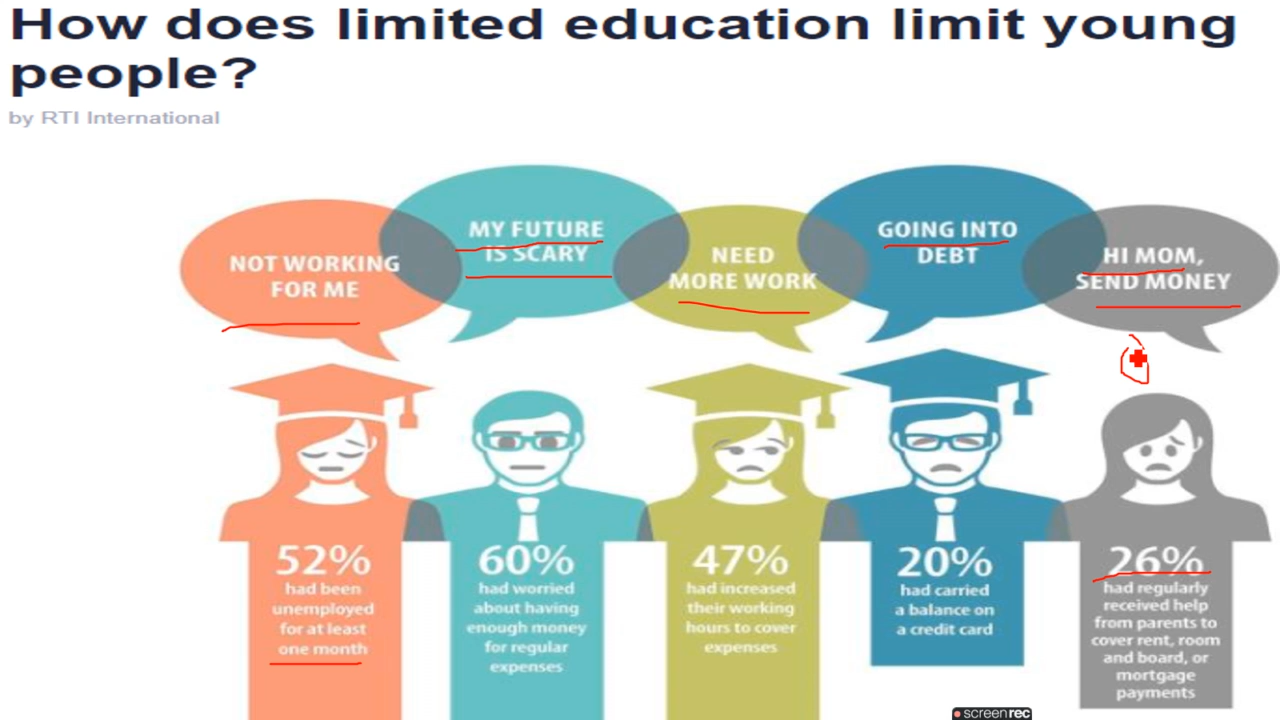 How does limited education limit young
people?
by RTI International
NOT WORKING
FOR ME
MY FUTURE
IS SCARY
NEED
MORE WORK
GOING INTO
DEBT
HI MOM,
SEND MONEY
52%
had been
unemployed
for at least
one month
60%
had worried
about having
enough money
for regular
expenses
47%
had increased
their working
hours to cover
expenses
20%
had carried
a balance on
a credit card
26%
had regularly
received help
from parents to
cover rent, room
and board, or
mortgage
payments
screenrec